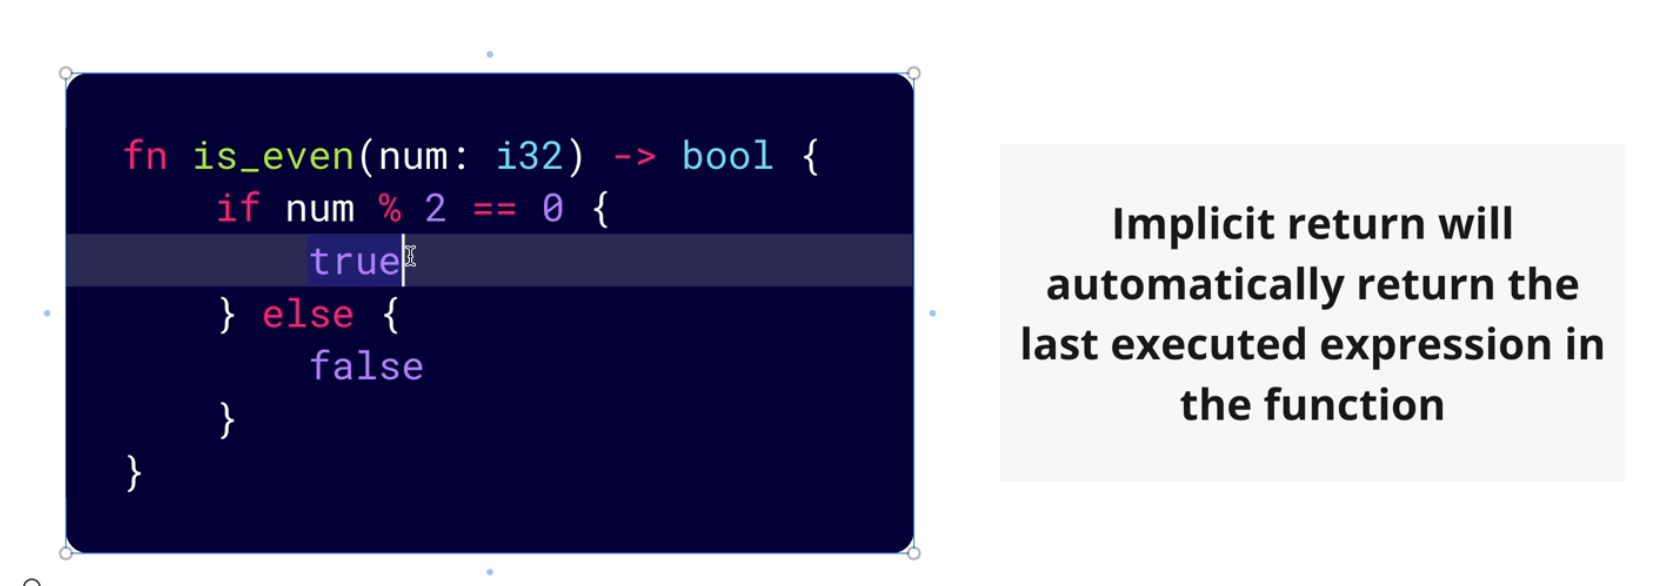 fn is_even(num: i32) -> bool {
    if num % 2 == 0 {
        true
    } else {
        false
    }
}
Implicit return will
automatically return the
last executed expression in
the function